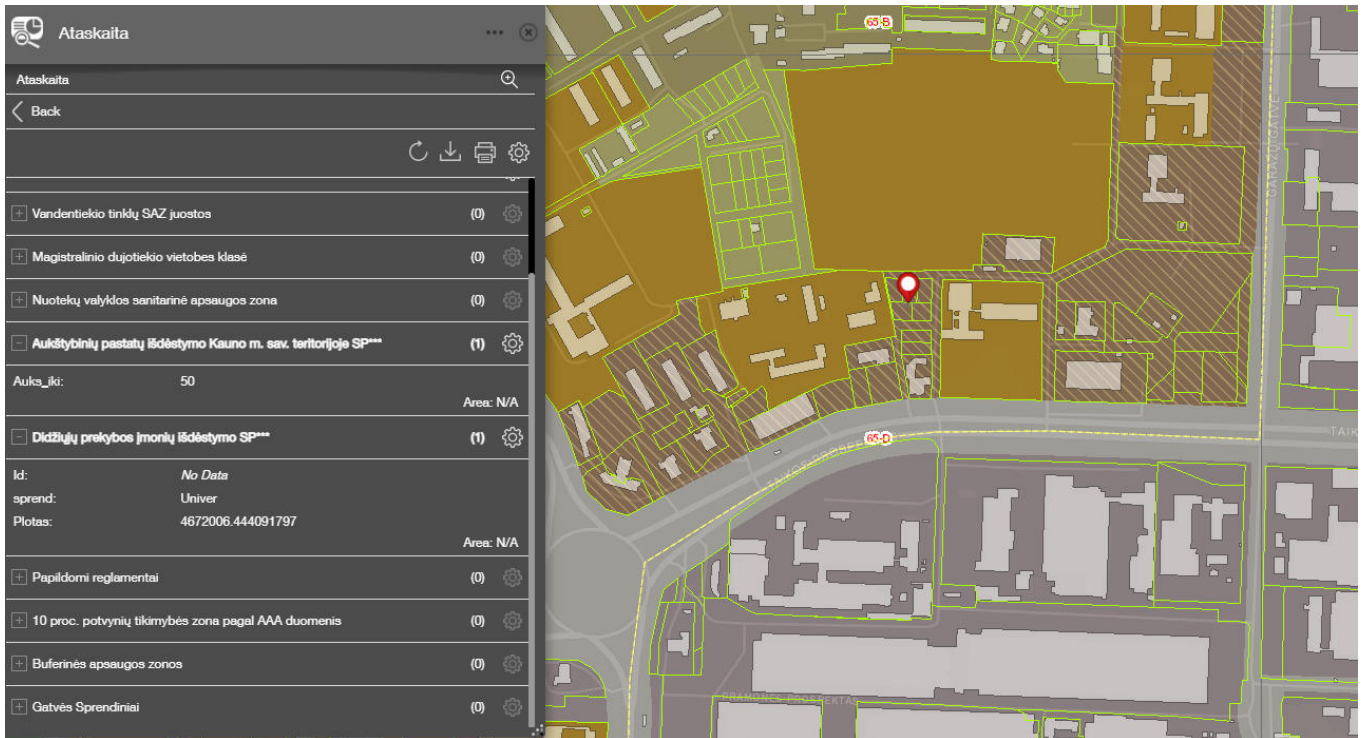 Ataskaita
Ataskaita
Back
Vandentiekio tinklų SAZ juostos (0)
Magistralinio dujotiekio vietobes klasė (0)
Nuotekų valyklos sanitarinė apsaugos zona (0)
Aukštybinių pastatų išdėstymo Kauno m. sav. teritorijoje SP*** (1)
Auks_iki: 50
Area: N/A
Didžiųjų prekybos įmonių išdėstymo SP*** (1)
Id: No Data
sprend: Univer
Plotas: 4672006.444091797
Area: N/A
Papildomi reglamentai (0)
10 proc. potvynių tikimybės zona pagal AAA duomenis (0)
Buferinės apsaugos zonos (0)
Gatvės Sprendiniai (0)
65-B
65-D
TAIKOS PROSPEK
TAIK
PRAMONĖS PROSPEKTAS